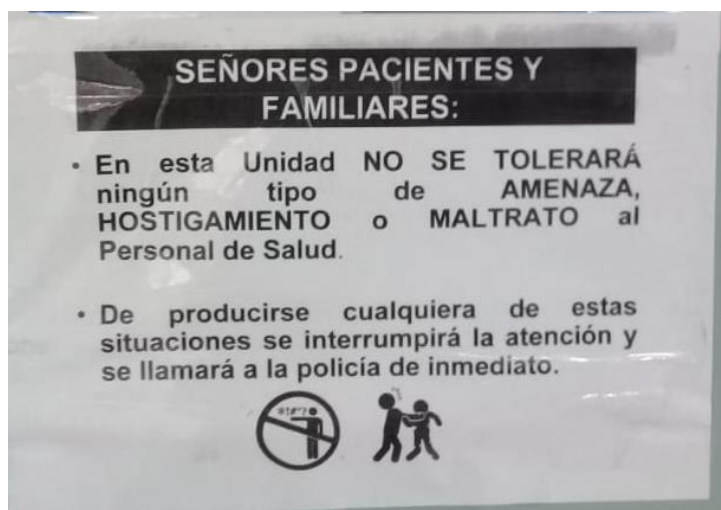 SEÑORES PACIENTES Y
FAMILIARES:
• En esta Unidad NO SE TOLERARÁ
ningún tipo de AMENAZA,
HOSTIGAMIENTO o MALTRATO al
Personal de Salud.
• De producirse cualquiera de estas
situaciones se interrumpirá la atención y
se llamará a la policía de inmediato.